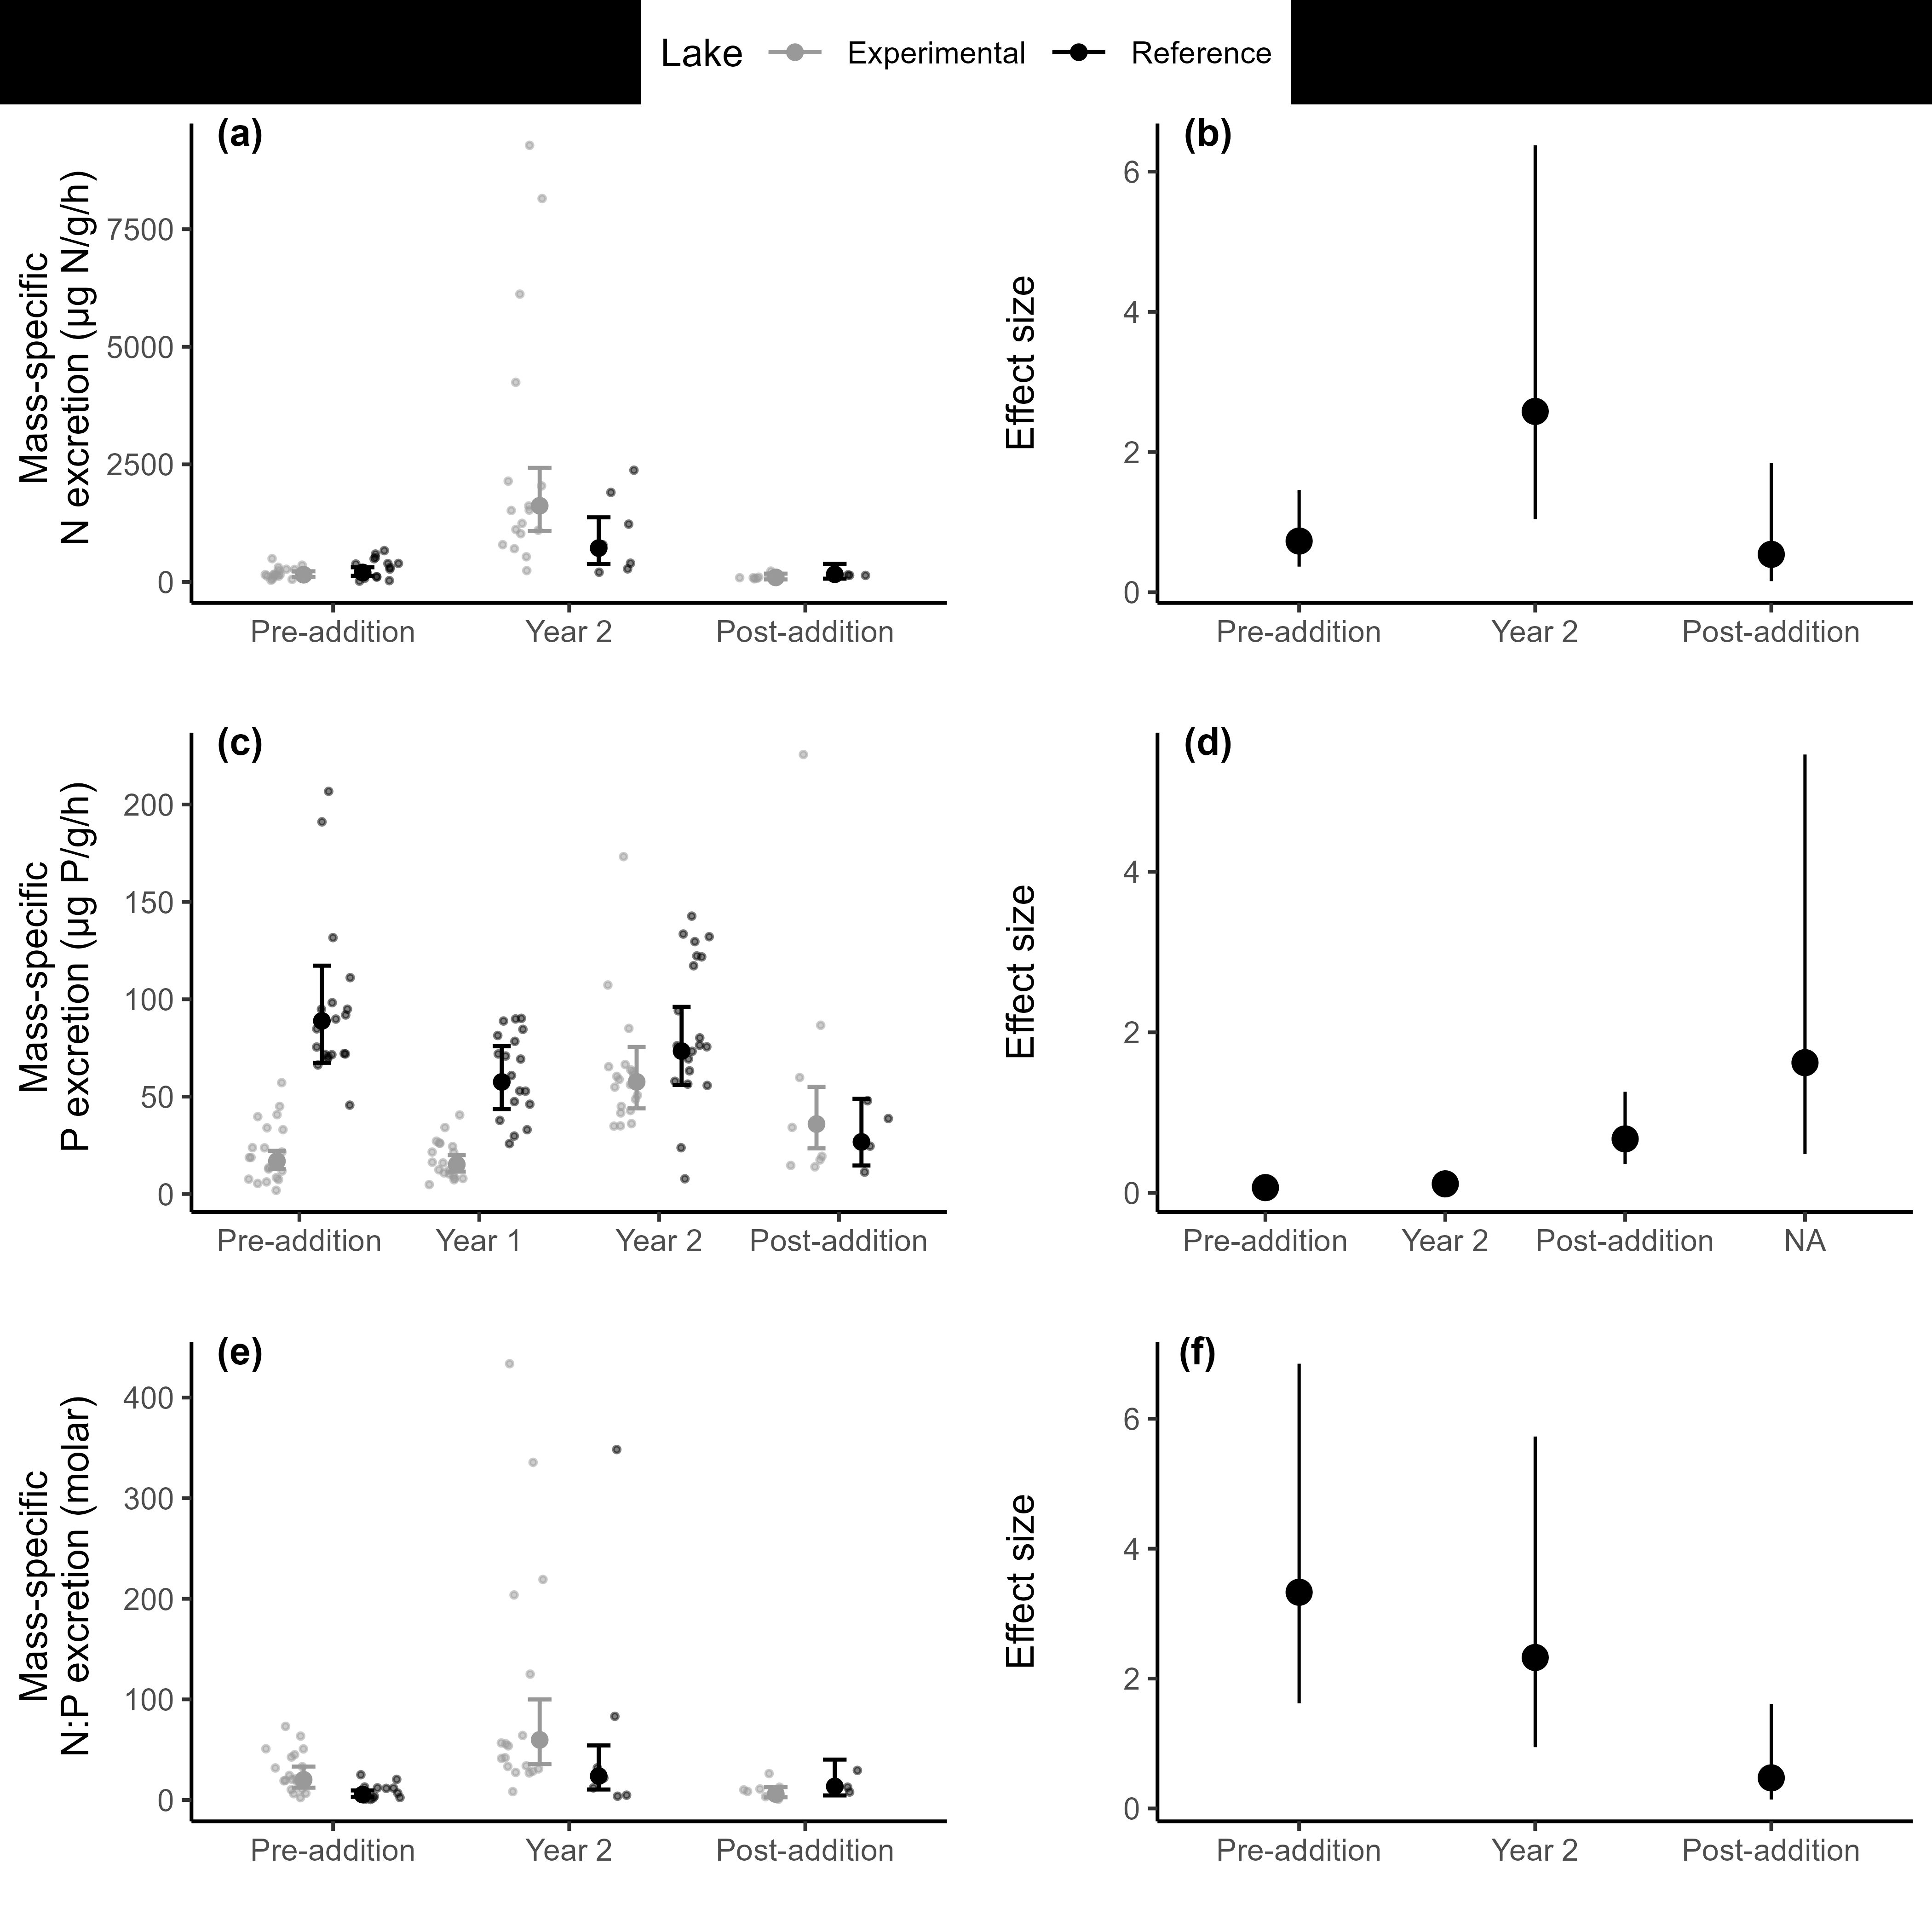 Lake Experimental Reference
(a)
Mass-specific
N excretion (µg N/g/h)
7500
5000
2500
0
Pre-addition Year 2 Post-addition
(b)
Effect size
6
4
2
0
Pre-addition Year 2 Post-addition
(c)
Mass-specific
P excretion (µg P/g/h)
200
150
100
50
0
Pre-addition Year 1 Year 2 Post-addition
(d)
Effect size
4
2
0
Pre-addition Year 2 Post-addition NA
(e)
Mass-specific
N:P excretion (molar)
400
300
200
100
0
Pre-addition Year 2 Post-addition
(f)
Effect size
6
4
2
0
Pre-addition Year 2 Post-addition